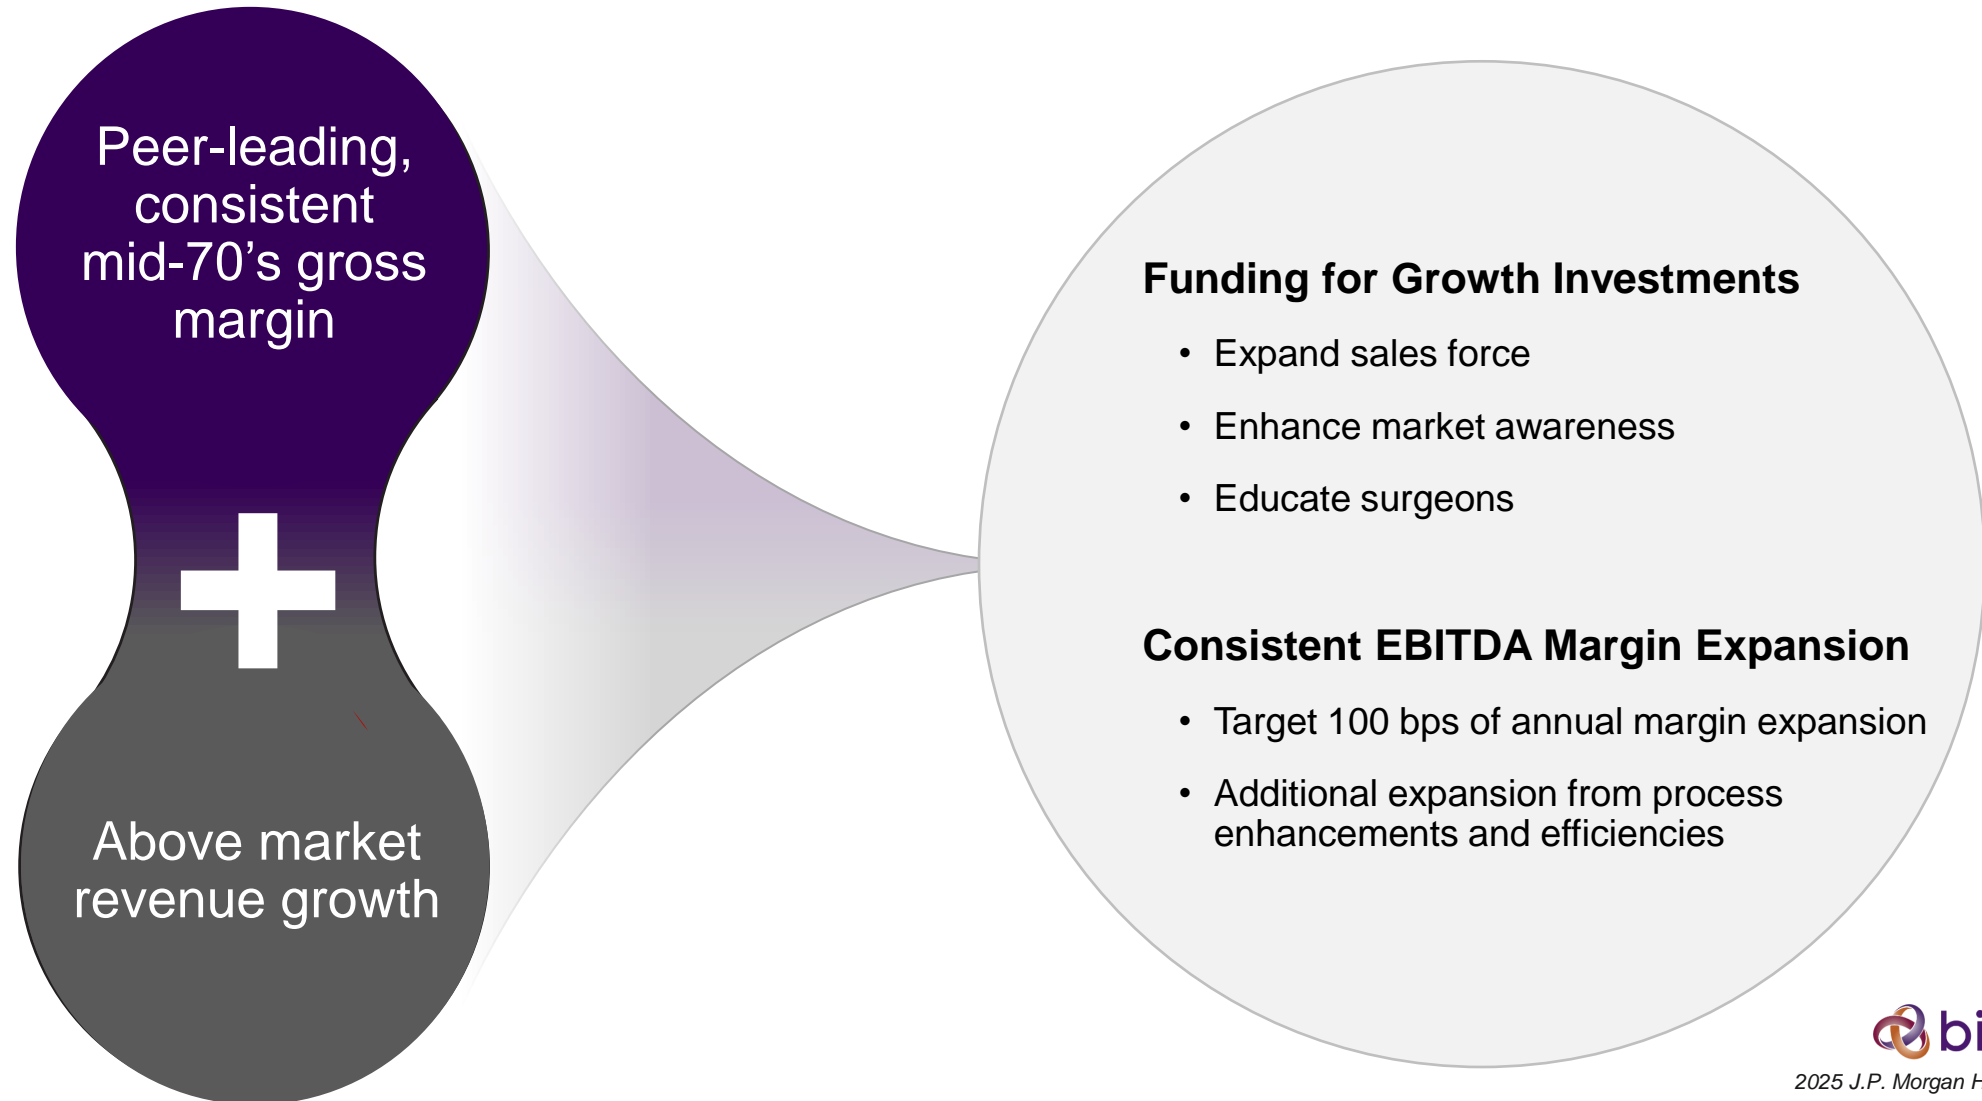 Peer-leading,
consistent
mid-70’s gross
margin
Above market
revenue growth
Funding for Growth Investments
• Expand sales force
• Enhance market awareness
• Educate surgeons
Consistent EBITDA Margin Expansion
• Target 100 bps of annual margin expansion
• Additional expansion from process
enhancements and efficiencies
bi
2025 J.P. Morgan H